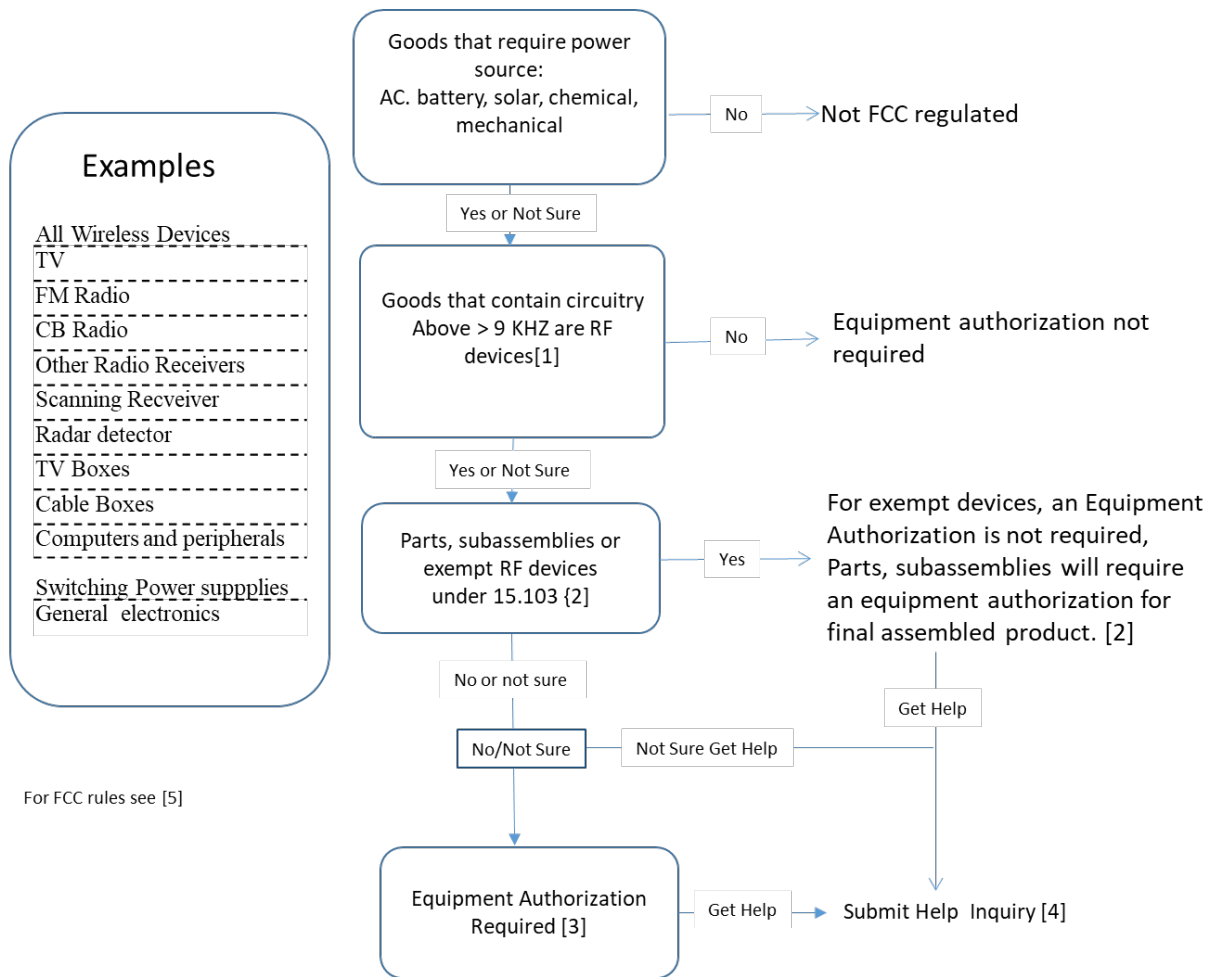 Goods that require power
source:
AC. battery, solar, chemical,
mechanical
No
Not FCC regulated
Examples
All Wireless Devices
TV
FM Radio
CB Radio
Other Radio Receivers
Scanning Recveiver
Radar detector
TV Boxes
Cable Boxes
Computers and peripherals
Switching Power suppplies
General electronics
Yes or Not Sure
Goods that contain circuitry
Above > 9 KHZ are RF
devices[1]
No
Equipment authorization not
required
Yes or Not Sure
Parts, subassemblies or
exempt RF devices
under 15.103 {2]
Yes
For exempt devices, an Equipment
Authorization is not required,
Parts, subassemblies will require
an equipment authorization for
final assembled product. [2]
No or not sure
Get Help
No/Not Sure
Not Sure Get Help
For FCC rules see [5]
Equipment Authorization
Required [3]
Get Help
Submit Help Inquiry [4]